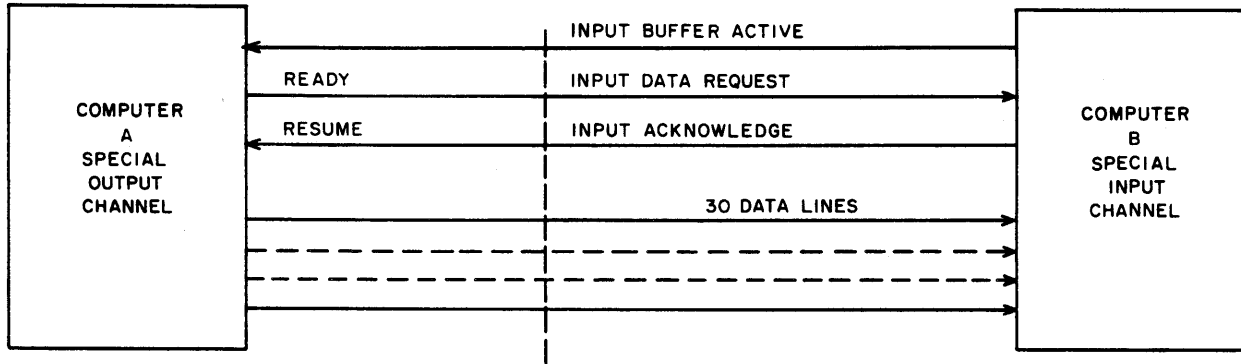 COMPUTER
A
SPECIAL
OUTPUT
CHANNEL
INPUT BUFFER ACTIVE
READY
INPUT DATA REQUEST
RESUME
INPUT ACKNOWLEDGE
30 DATA LINES
COMPUTER
B
SPECIAL
INPUT
CHANNEL